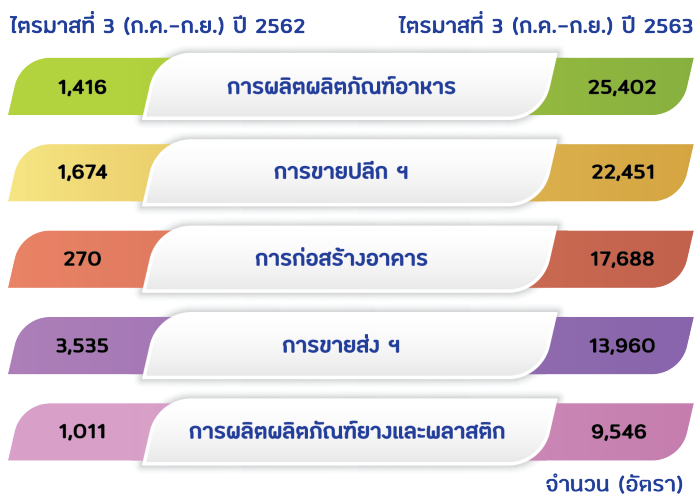 ไตรมาสที่ 3 (ก.ค.-ก.ย.) ปี 2562 ไตรมาสที่ 3 (ก.ค.-ก.ย.) ปี 2563
1,416 การผลิตผลิตภัณฑ์อาหาร 25,402
1,674 การขายปลีก ฯ 22,451
270 การก่อสร้างอาคาร 17,688
3,535 การขายส่ง ฯ 13,960
1,011 การผลิตผลิตภัณฑ์ยางและพลาสติก 9,546
จำนวน (อัตรา)